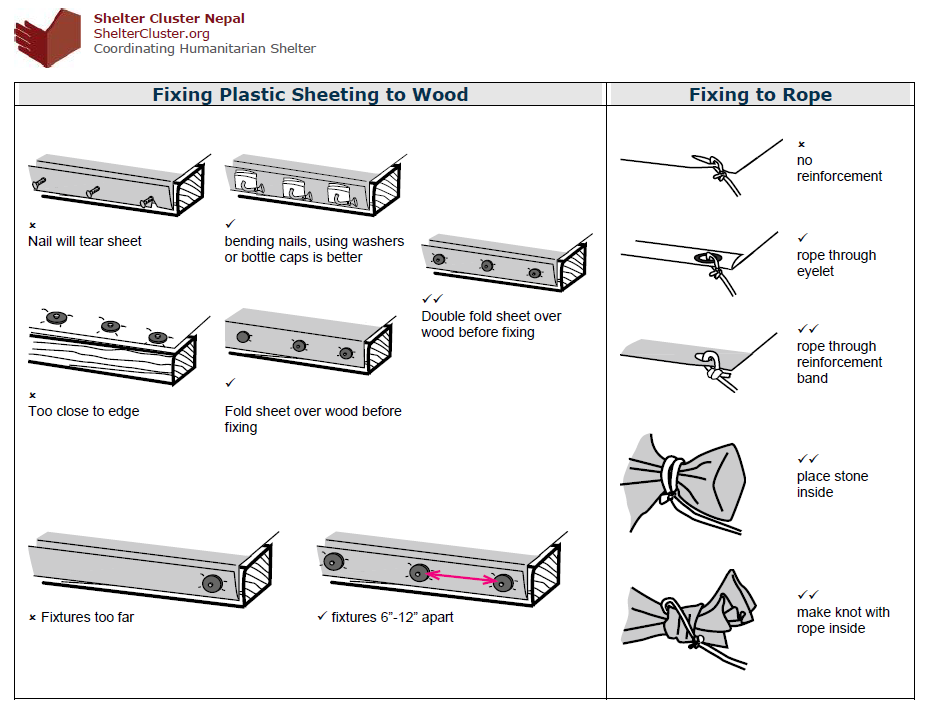 Shelter Cluster Nepal
ShelterCluster.org
Coordinating Humanitarian Shelter
Fixing Plastic Sheeting to Wood
× 
Nail will tear sheet
✓
bending nails, using washers
or bottle caps is better
✓✓
Double fold sheet over
wood before fixing
×
Too close to edge
✓
Fold sheet over wood before
fixing
× Fixtures too far
✓ fixtures 6”-12” apart
Fixing to Rope
×
no
reinforcement
✓
rope through
eyelet
✓✓
rope through
reinforcement
band
✓✓
place stone
inside
✓✓
make knot with
rope inside